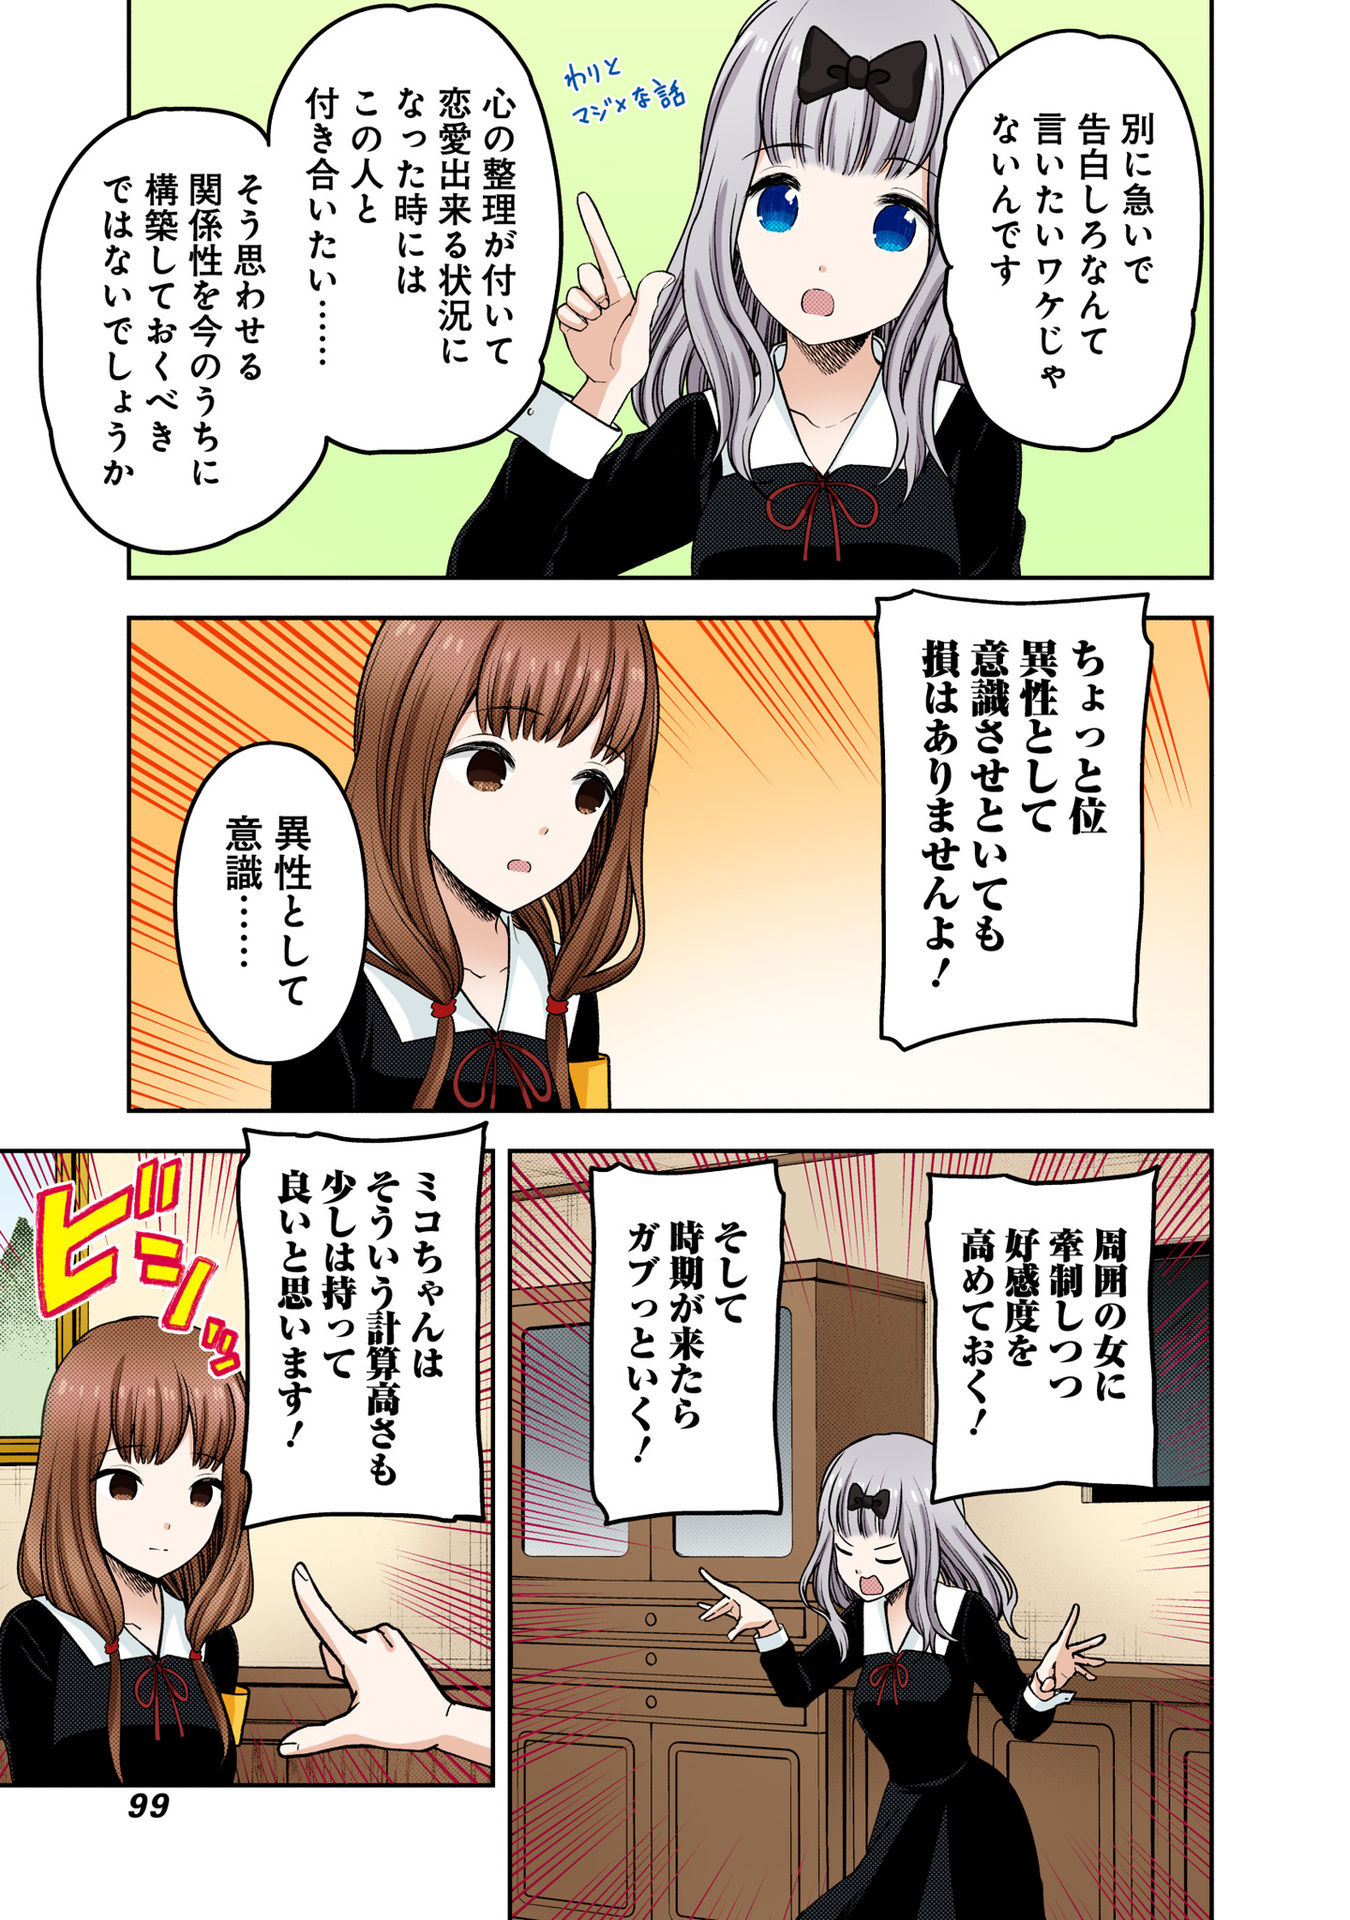 別に急いで
告白しろなんて
言いたいワケじゃ
ないんです
わりと
マジメな話
心の整理が付いて
恋愛出来る状況に
なった時には
この人と
付き合いたい……
そう思わせる
関係性を今のうちに
構築しておくべき
ではないでしょうか
ちょっと位
異性として
意識させといても
損はありませんよ！
異性として
意識……
周囲の女に
牽制しつつ
好感度を
高めておく！
そして
時期が来たら
ガブっといく！
ミコちゃんは
そういう計算高さも
少しは持って
良いと思います！
ビシッ
99